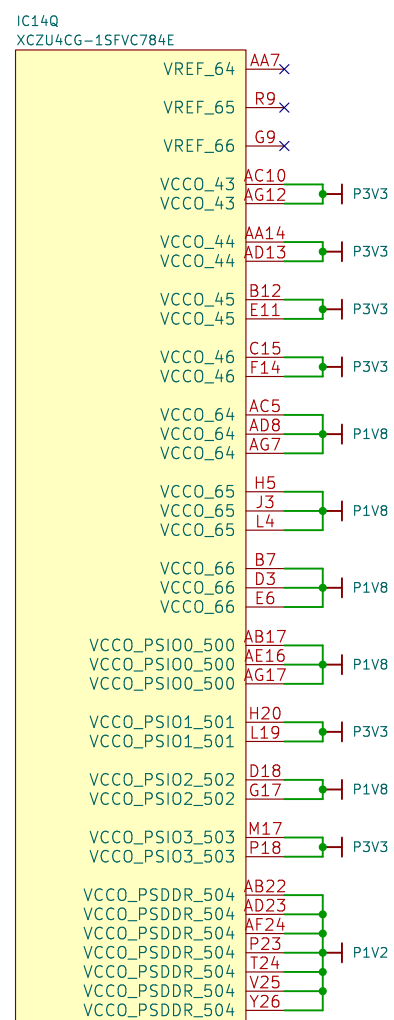 IC14Q
XCZU4CG-1SFVC784E
VREF_64 AA7
VREF_65 R9
VREF_66 G9
VCCO_43 AC10
P3V3
VCCO_43 AG12
VCCO_44 AA14
P3V3
VCCO_44 AD13
VCCO_45 B12
P3V3
VCCO_45 E11
VCCO_46 C15
P3V3
VCCO_46 F14
VCCO_64 AC5
VCCO_64 AD8 P1V8
VCCO_64 AG7
VCCO_65 H5
VCCO_65 J3 P1V8
VCCO_65 L4
VCCO_66 B7
VCCO_66 D3 P1V8
VCCO_66 E6
VCCO_PSIO0_500 AB17
VCCO_PSIO0_500 AE16 P1V8
VCCO_PSIO0_500 AG17
VCCO_PSIO1_501 H20
P3V3
VCCO_PSIO1_501 L19
VCCO_PSIO2_502 D18
P1V8
VCCO_PSIO2_502 G17
VCCO_PSIO3_503 M17
P3V3
VCCO_PSIO3_503 P18
VCCO_PSDDR_504 AB22
VCCO_PSDDR_504 AD23
VCCO_PSDDR_504 AF24
VCCO_PSDDR_504 P23 P1V2
VCCO_PSDDR_504 T24
VCCO_PSDDR_504 V25
VCCO_PSDDR_504 Y26